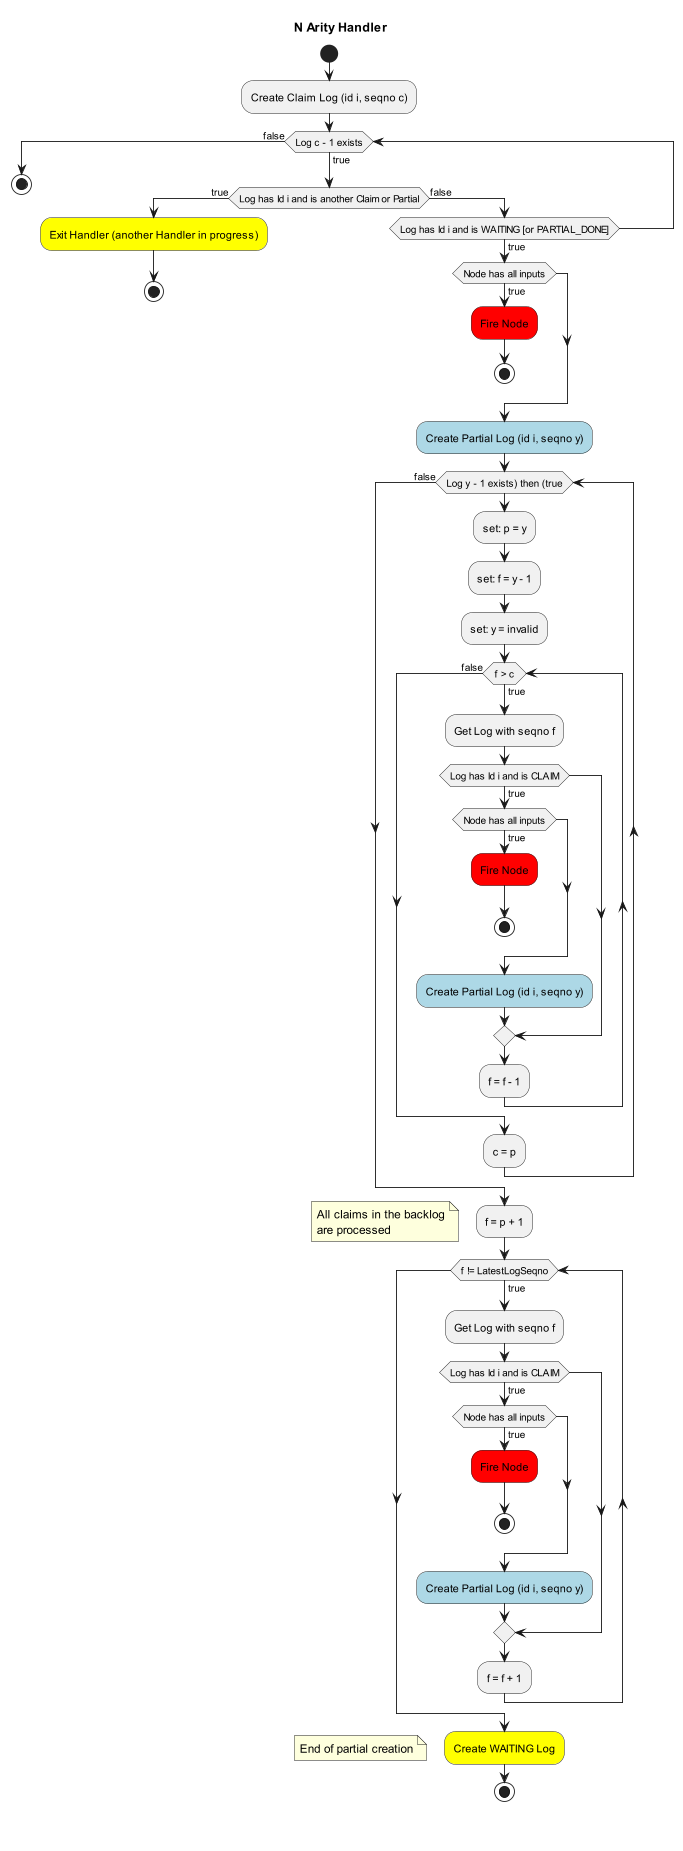 N Arity Handler
Create Claim Log (id i, seqno c)
false
Log c - 1 exists
true
true
Log has Id i and is another Claim or Partial
false
Exit Handler (another Handler in progress)
Log has Id i and is WAITING [or PARTIAL_DONE]
true
Node has all inputs
true
Fire Node
Create Partial Log (id i, seqno y)
false
Log y - 1 exists) then (true
set: p = y
set: f = y - 1
set: y = invalid
false
f > c
true
Get Log with seqno f
Log has Id i and is CLAIM
true
Node has all inputs
true
Fire Node
Create Partial Log (id i, seqno y)
f = f - 1
c = p
All claims in the backlog
are processed
f = p + 1
f != LatestLogSeqno
true
Get Log with seqno f
Log has Id i and is CLAIM
true
Node has all inputs
true
Fire Node
Create Partial Log (id i, seqno y)
f = f + 1
End of partial creation
Create WAITING Log